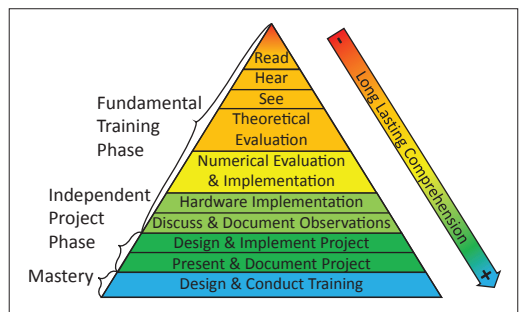 Read
Hear
See
Theoretical
Evaluation
Numerical Evaluation
& Implementation
Hardware Implementation
Discuss & Document Observations
Design & Implement Project
Present & Document Project
Design & Conduct Training
Fundamental
Training
Phase
Independent
Project
Phase
Mastery
-
Long Lasting Comprehension
+